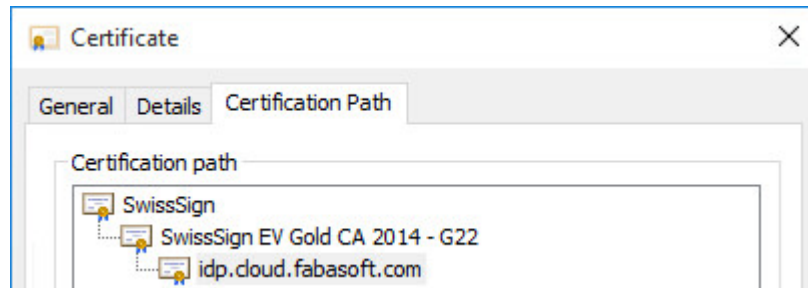 Certificate
General Details Certification Path
Certification path
SwissSign
SwissSign EV Gold CA 2014 - G22
idp.cloud.fabasoft.com